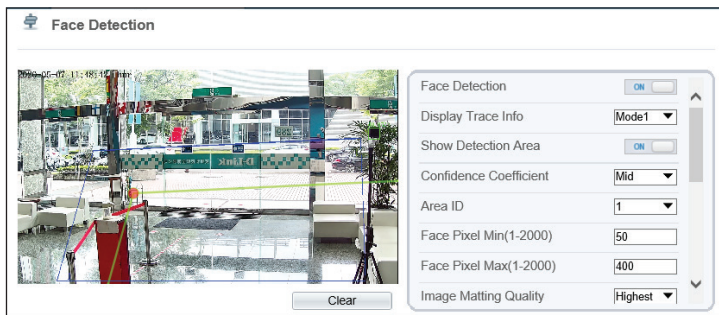 Face Detection
Face Detection ON
Display Trace Info Mode1
Show Detection Area ON
Confidence Coefficient Mid
Area ID 1
Face Pixel Min(1-2000) 50
Face Pixel Max(1-2000) 400
Image Matting Quality Highest
D-Link
Clear